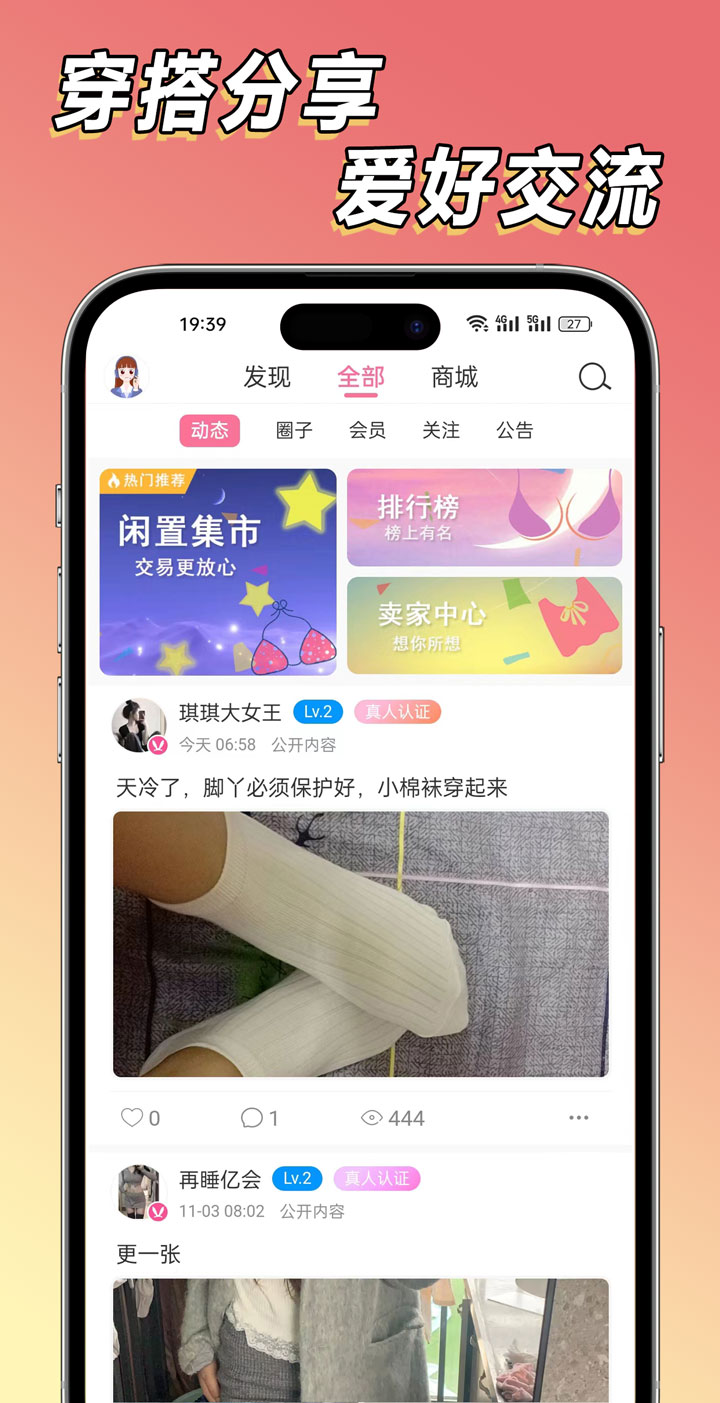 穿搭分享
爱好交流
19:39 4G 5G 27
发现 全部 商城
动态 圈子 会员 关注 公告
热门推荐
闲置集市
交易更放心
排行榜
榜上有名
卖家中心
想你所想
琪琪大女王 Lv.2 真人认证
今天 06:58 公开内容
天冷了，脚丫必须保护好，小棉袜穿起来
0 1 444
再睡亿会 Lv.2 真人认证
11-03 08:02 公开内容
更一张